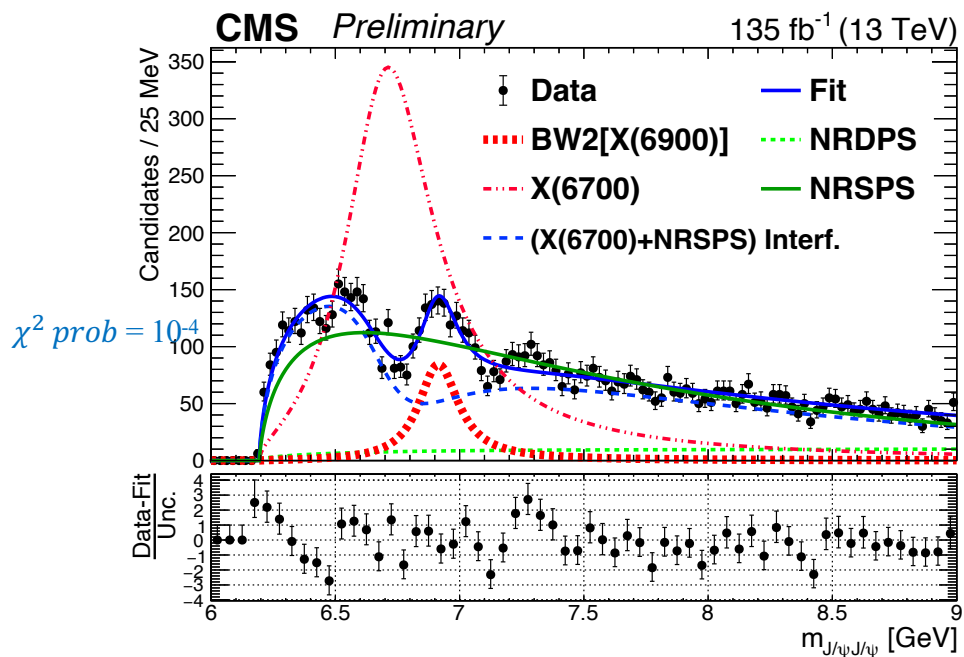 CMS Preliminary 135 fb⁻¹ (13 TeV)
Candidates / 25 MeV
350
300
250
200
150
100
50
0
Data
BW2[X(6900)]
X(6700)
(X(6700)+NRSPS) Interf.
Fit
NRDPS
NRSPS
χ² prob = 10⁻⁴
Data-Fit
Unc.
4
3
2
1
0
−1
−2
−3
−4
6 6.5 7 7.5 8 8.5 9
m_{J/ψJ/ψ} [GeV]